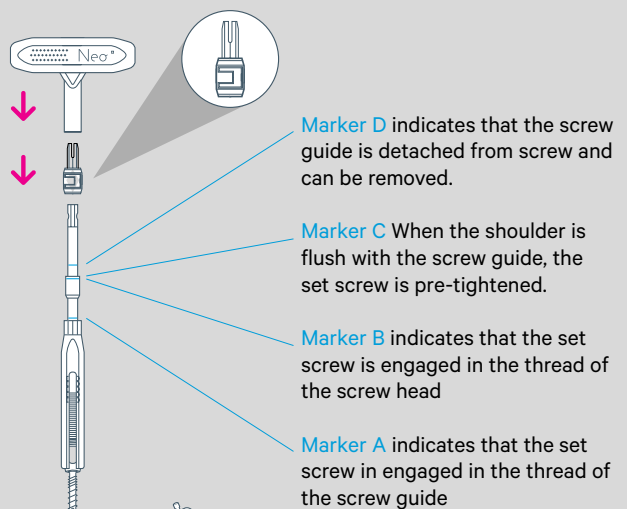 Neo
Marker D indicates that the screw
guide is detached from screw and
can be removed.
Marker C When the shoulder is
flush with the screw guide, the
set screw is pre-tightened.
Marker B indicates that the set
screw is engaged in the thread of
the screw head
Marker A indicates that the set
screw in engaged in the thread of
the screw guide